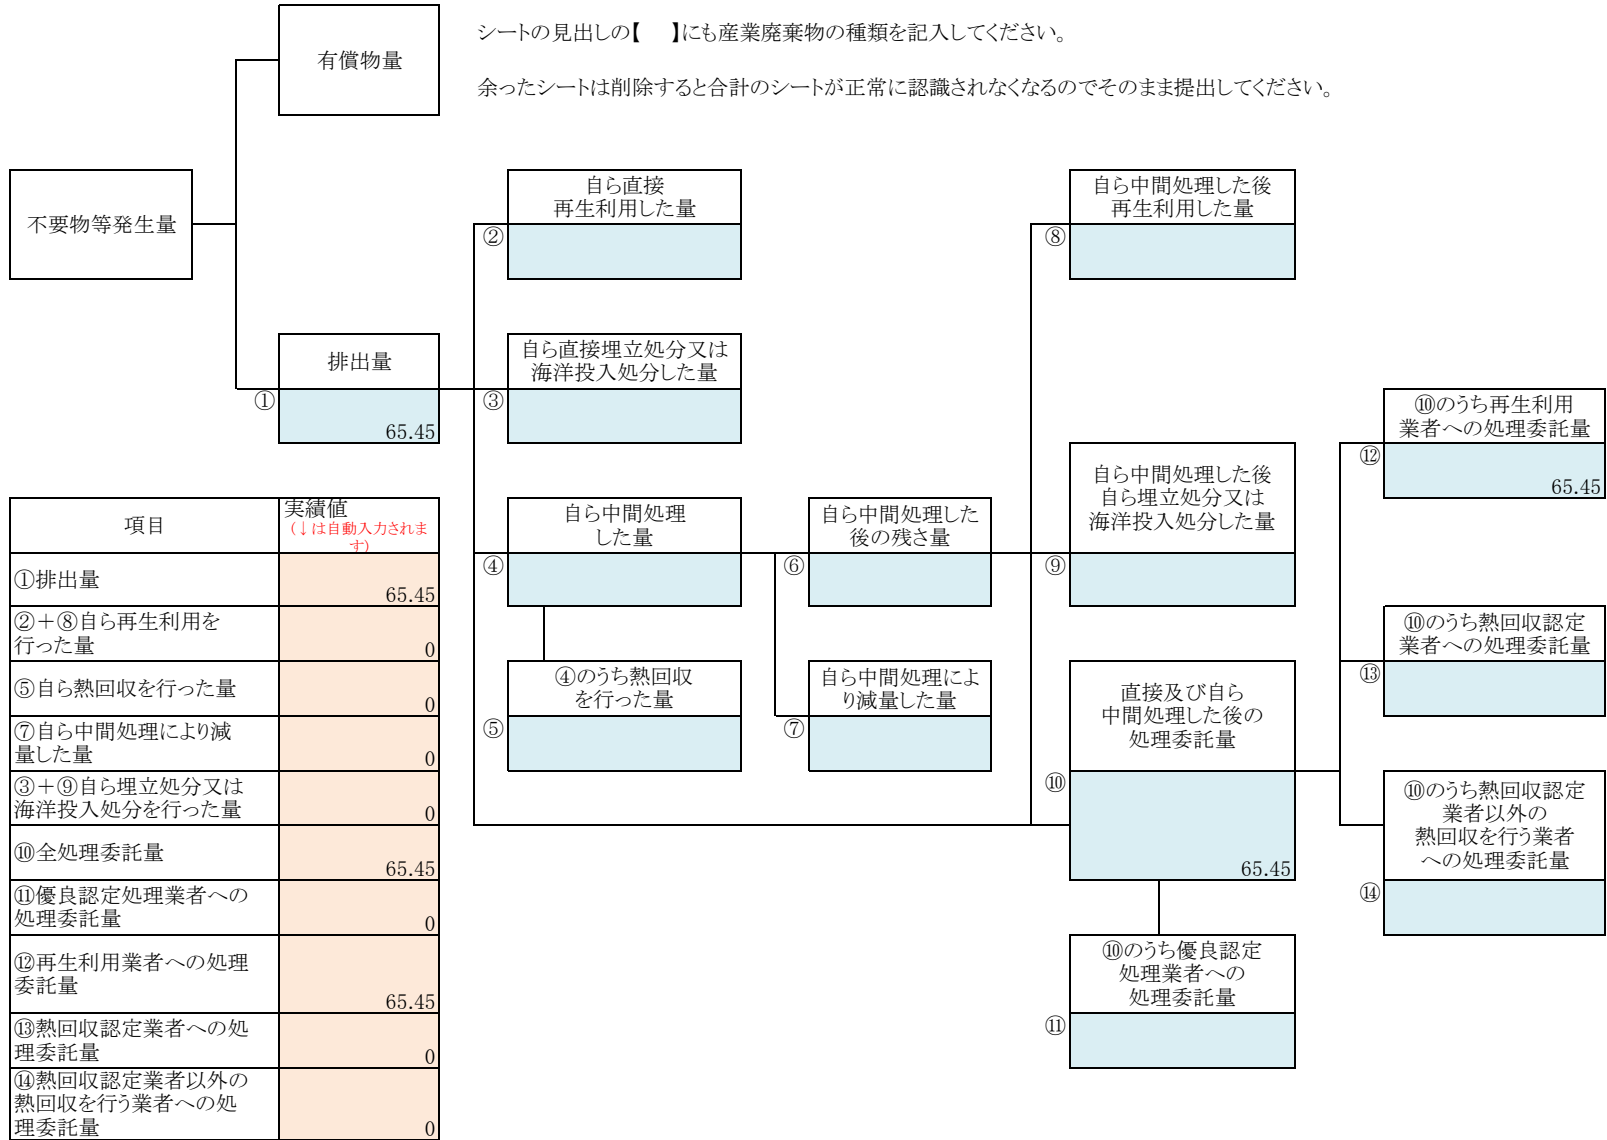 有償物量
シートの見出しの【　】にも産業廃棄物の種類を記入してください。
余ったシートは削除すると合計のシートが正常に認識されなくなるのでそのまま提出してください。
不要物等発生量
自ら直接
再生利用した量
②
自ら中間処理した後
再生利用した量
⑧
排出量
①
65.45
自ら直接埋立処分又は
海洋投入処分した量
③
⑩のうち再生利用
業者への処理委託量
⑫
65.45
自ら中間処理
した量
④
自ら中間処理した
後の残さ量
⑥
自ら中間処理した後
自ら埋立処分又は
海洋投入処分した量
⑨
④のうち熱回収
を行った量
⑤
自ら中間処理によ
り減量した量
⑦
直接及び自ら
中間処理した後の
処理委託量
⑩
65.45
⑩のうち熱回収認定
業者への処理委託量
⑬
⑩のうち熱回収認定
業者以外の
熱回収を行う業者
への処理委託量
⑭
⑩のうち優良認定
処理業者への
処理委託量
⑪
項目
実績値
(↓は自動入力されま
す)
①排出量
65.45
②＋⑧自ら再生利用を
行った量
0
⑤自ら熱回収を行った量
0
⑦自ら中間処理により減
量した量
0
③＋⑨自ら埋立処分又は
海洋投入処分を行った量
0
⑩全処理委託量
65.45
⑪優良認定処理業者への
処理委託量
0
⑫再生利用業者への処理
委託量
65.45
⑬熱回収認定業者への処
理委託量
0
⑭熱回収認定業者以外の
熱回収を行う業者への処
理委託量
0